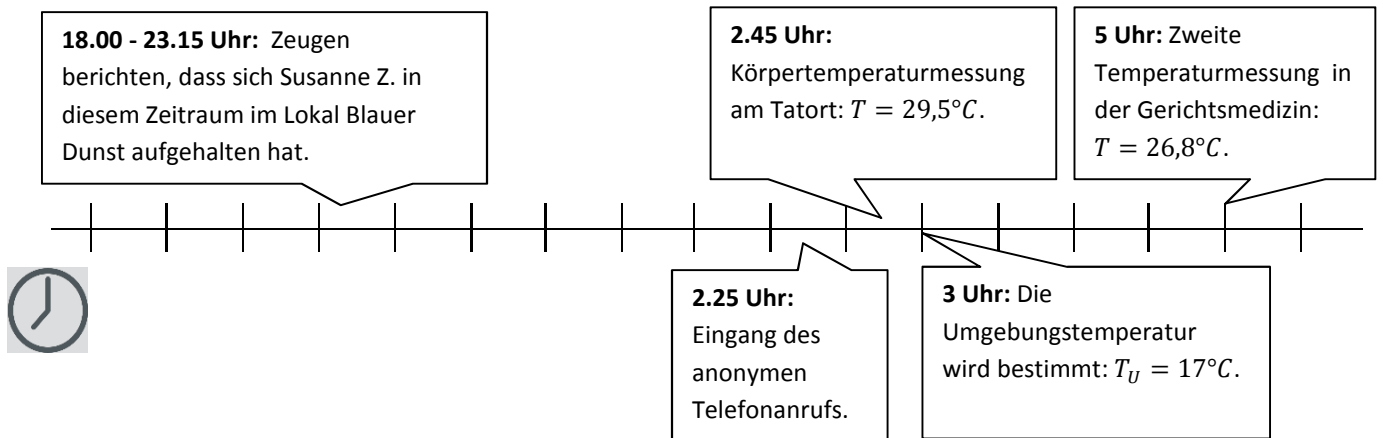 18.00 - 23.15 Uhr: Zeugen
berichten, dass sich Susanne Z. in
diesem Zeitraum im Lokal Blauer
Dunst aufgehalten hat.
2.45 Uhr:
Körpertemperaturmessung
am Tatort: T = 29,5°C.
5 Uhr: Zweite
Temperaturmessung in
der Gerichtsmedizin:
T = 26,8°C.
2.25 Uhr:
Eingang des
anonymen
Telefonanrufs.
3 Uhr: Die
Umgebungstemperatur
wird bestimmt: T_U = 17°C.